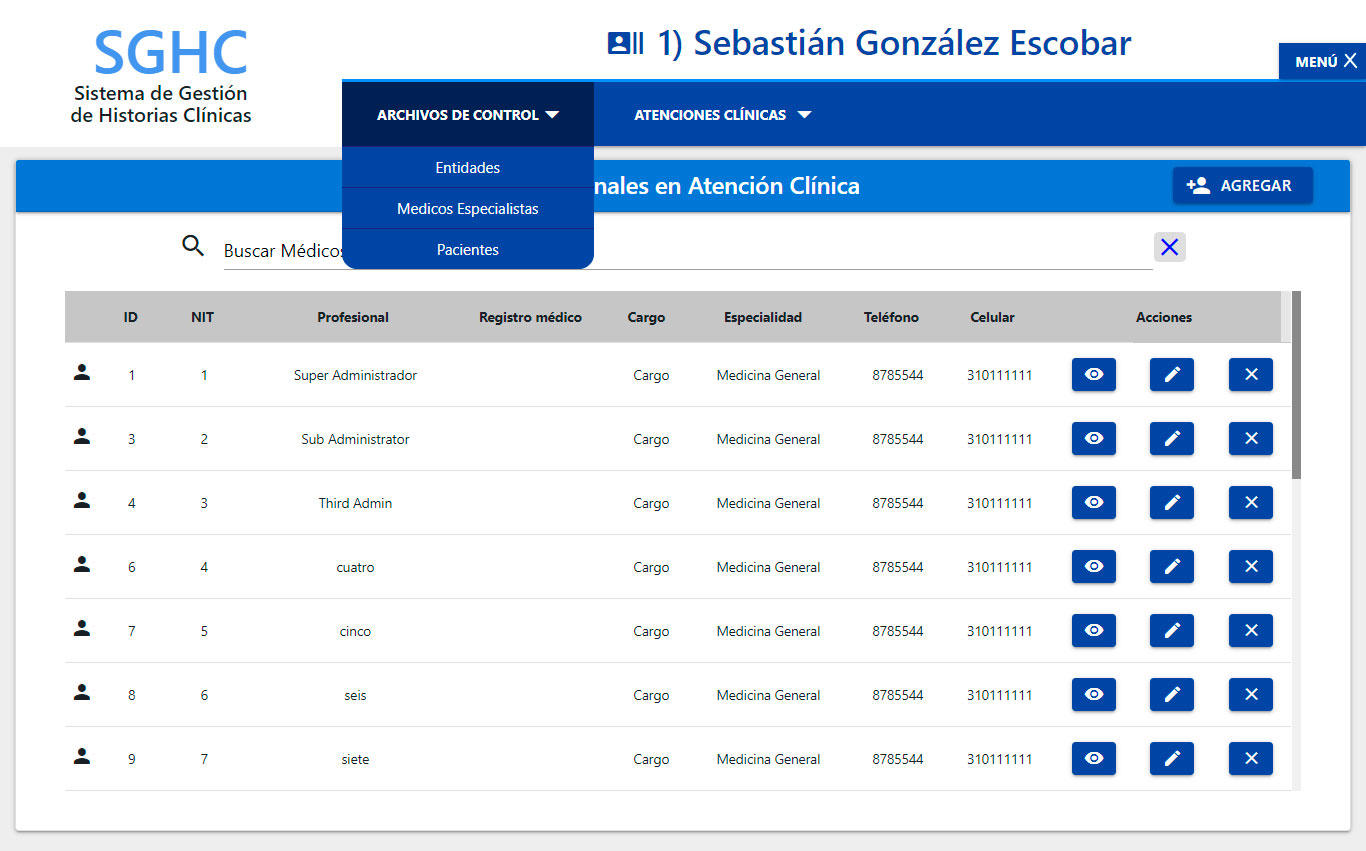 SGHC
Sistema de Gestión
de Historias Clínicas
1) Sebastián González Escobar
MENÚ X
ARCHIVOS DE CONTROL
ATENCIONES CLÍNICAS
Entidades
Medicos Especialistas
Pacientes
nales en Atención Clínica
AGREGAR
Buscar Médicos
ID NIT Profesional Registro médico Cargo Especialidad Teléfono Celular Acciones
1 1 Super Administrador Cargo Medicina General 8785544 310111111
3 2 Sub Administrator Cargo Medicina General 8785544 310111111
4 3 Third Admin Cargo Medicina General 8785544 310111111
6 4 cuatro Cargo Medicina General 8785544 310111111
7 5 cinco Cargo Medicina General 8785544 310111111
8 6 seis Cargo Medicina General 8785544 310111111
9 7 siete Cargo Medicina General 8785544 310111111